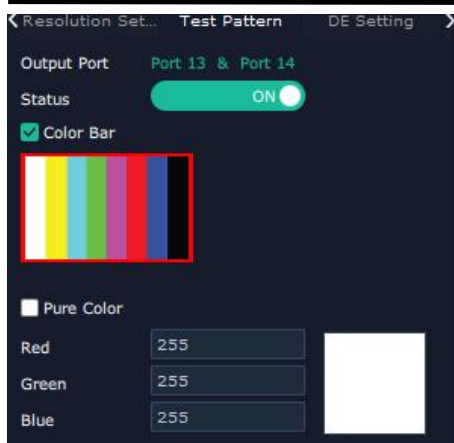 Resolution Set... Test Pattern DE Setting
Output Port Port 13 & Port 14
Status ON
Color Bar
Pure Color
Red 255
Green 255
Blue 255